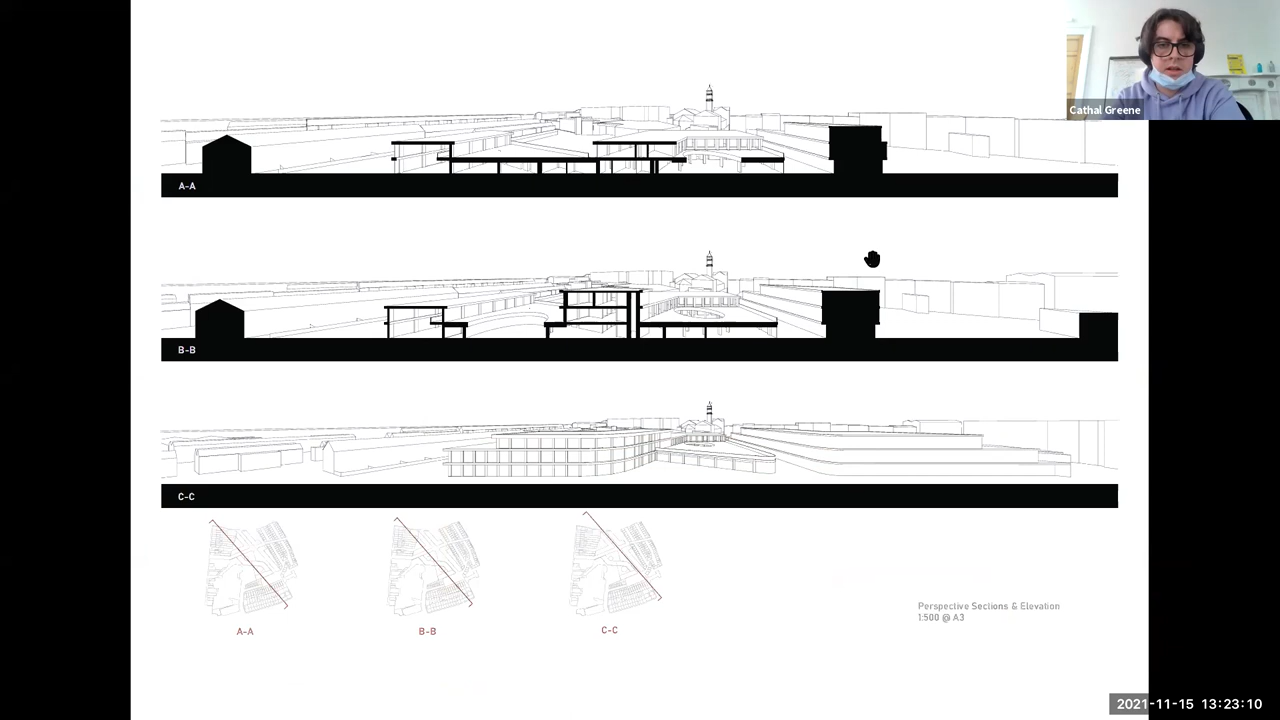 Cathal Greene
A-A
B-B
C-C
A-A
B-B
C-C
Perspective Sections & Elevation
1:500 @ A3
2021-11-15 13:23:10